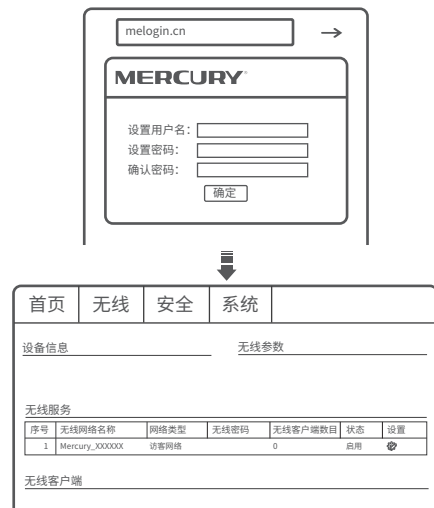 melogin.cn
MERCURY
设置用户名：
设置密码：
确认密码：
确定
首页 无线 安全 系统
设备信息 无线参数
无线服务
序号 无线网络名称 网络类型 无线密码 无线客户端数目 状态 设置
1 Mercury_XXXXXX 访客网络 0 启用
无线客户端